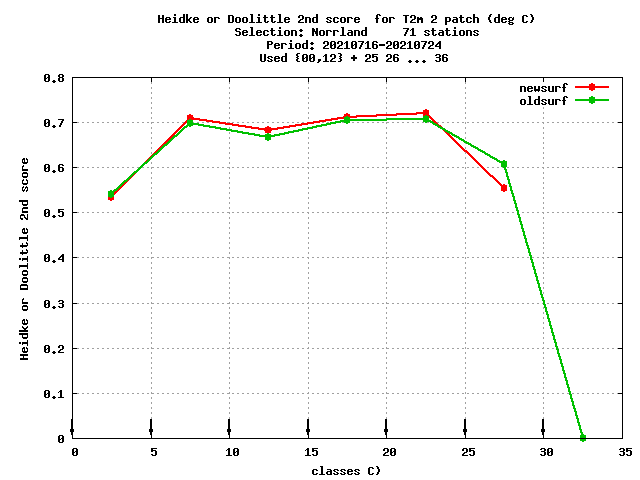 Heidke or Doolittle 2nd score  for T2m 2 patch (deg C)
Selection: Norrland     71 stations
Period: 20210716-20210724
Used {00,12} + 25 26 ... 36
newsurf
oldsurf
Heidke or Doolittle 2nd score
0.8
0.7
0.6
0.5
0.4
0.3
0.2
0.1
0
0 5 10 15 20 25 30 35
classes C)